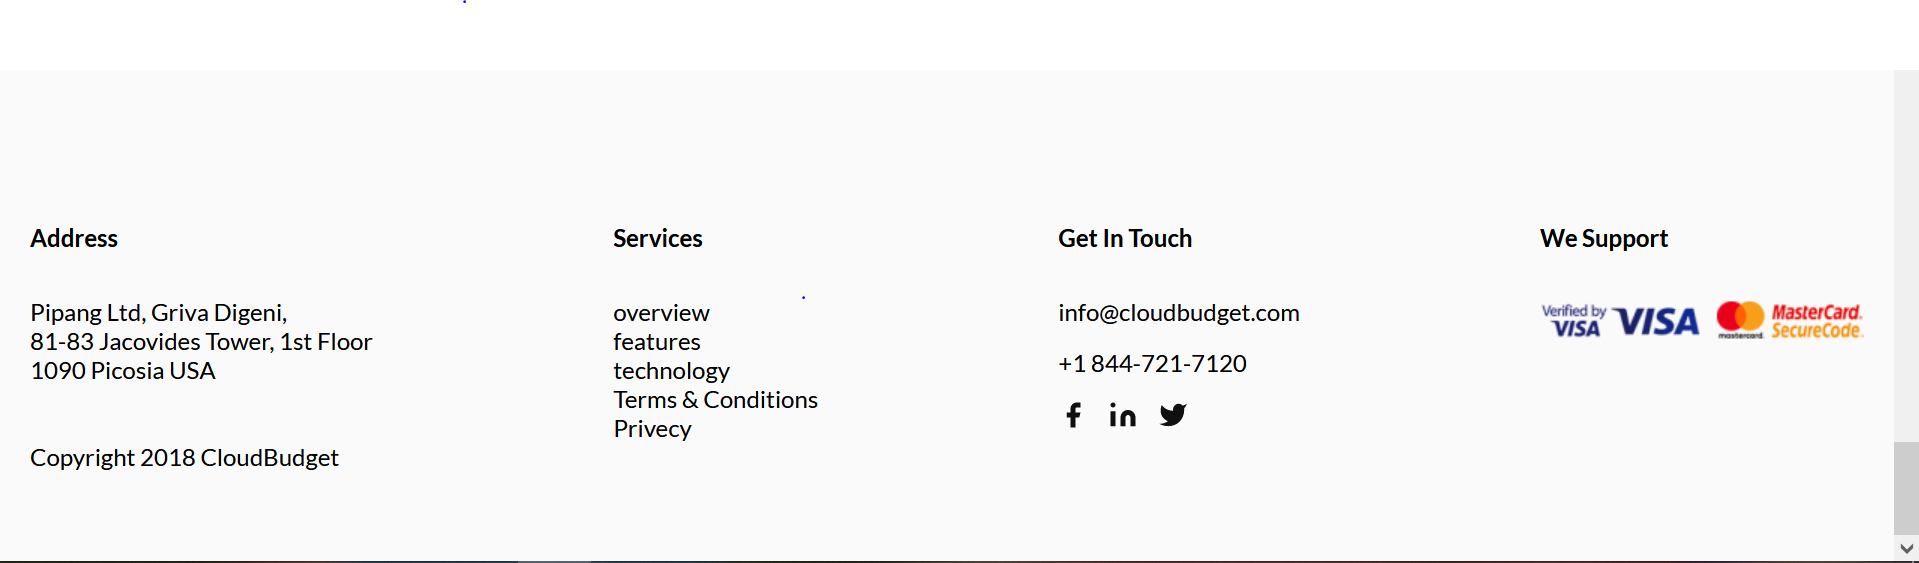 Address
Pipang Ltd, Griva Digeni,
81-83 Jacovides Tower, 1st Floor
1090 Picosia USA
Copyright 2018 CloudBudget
Services
overview
features
technology
Terms & Conditions
Privecy
Get In Touch
info@cloudbudget.com
+1 844-721-7120
We Support
Verified by
VISA
VISA
mastercard.
MasterCard.
SecureCode.